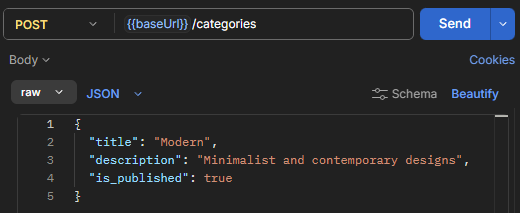 POST {{baseUrl}} /categories Send
Body Cookies
raw JSON Schema Beautify
1 {
2 "title": "Modern",
3 "description": "Minimalist and contemporary designs",
4 "is_published": true
5 }